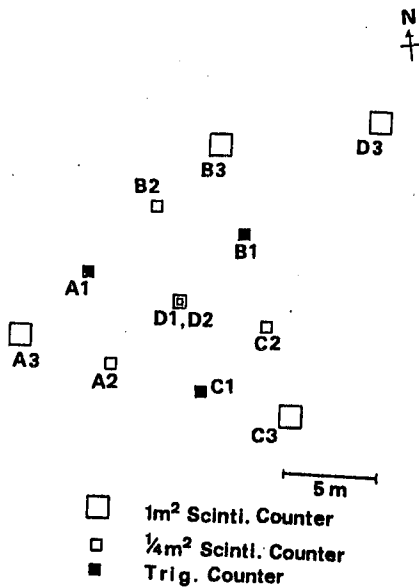 N
D3
B3
B2
B1
A1
D1, D2
C2
A3
A2
C1
C3
5 m
1m² Scinti. Counter
¼m² Scinti. Counter
Trig. Counter